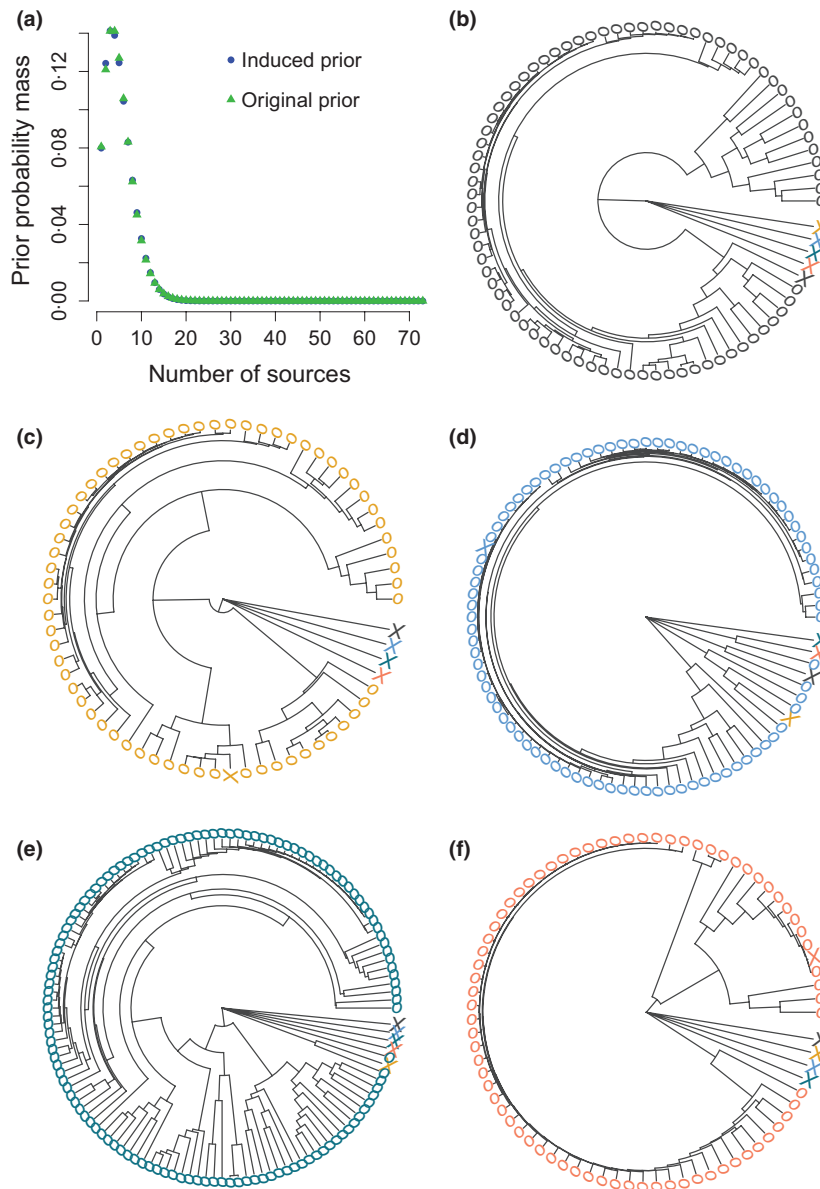 (a)
Prior probability mass
0·12
0·08
0·04
0·00
Induced prior
Original prior
0 10 20 30 40 50 60 70
Number of sources
(b)
(c)
(d)
(e)
(f)